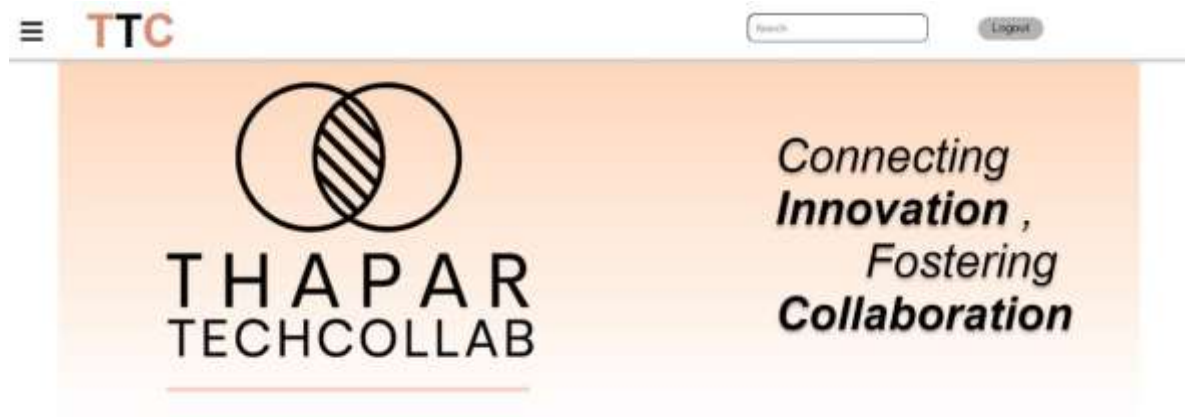 TTC
Search
Logout
THAPAR
TECHCOLLAB
Connecting
Innovation ,
Fostering
Collaboration